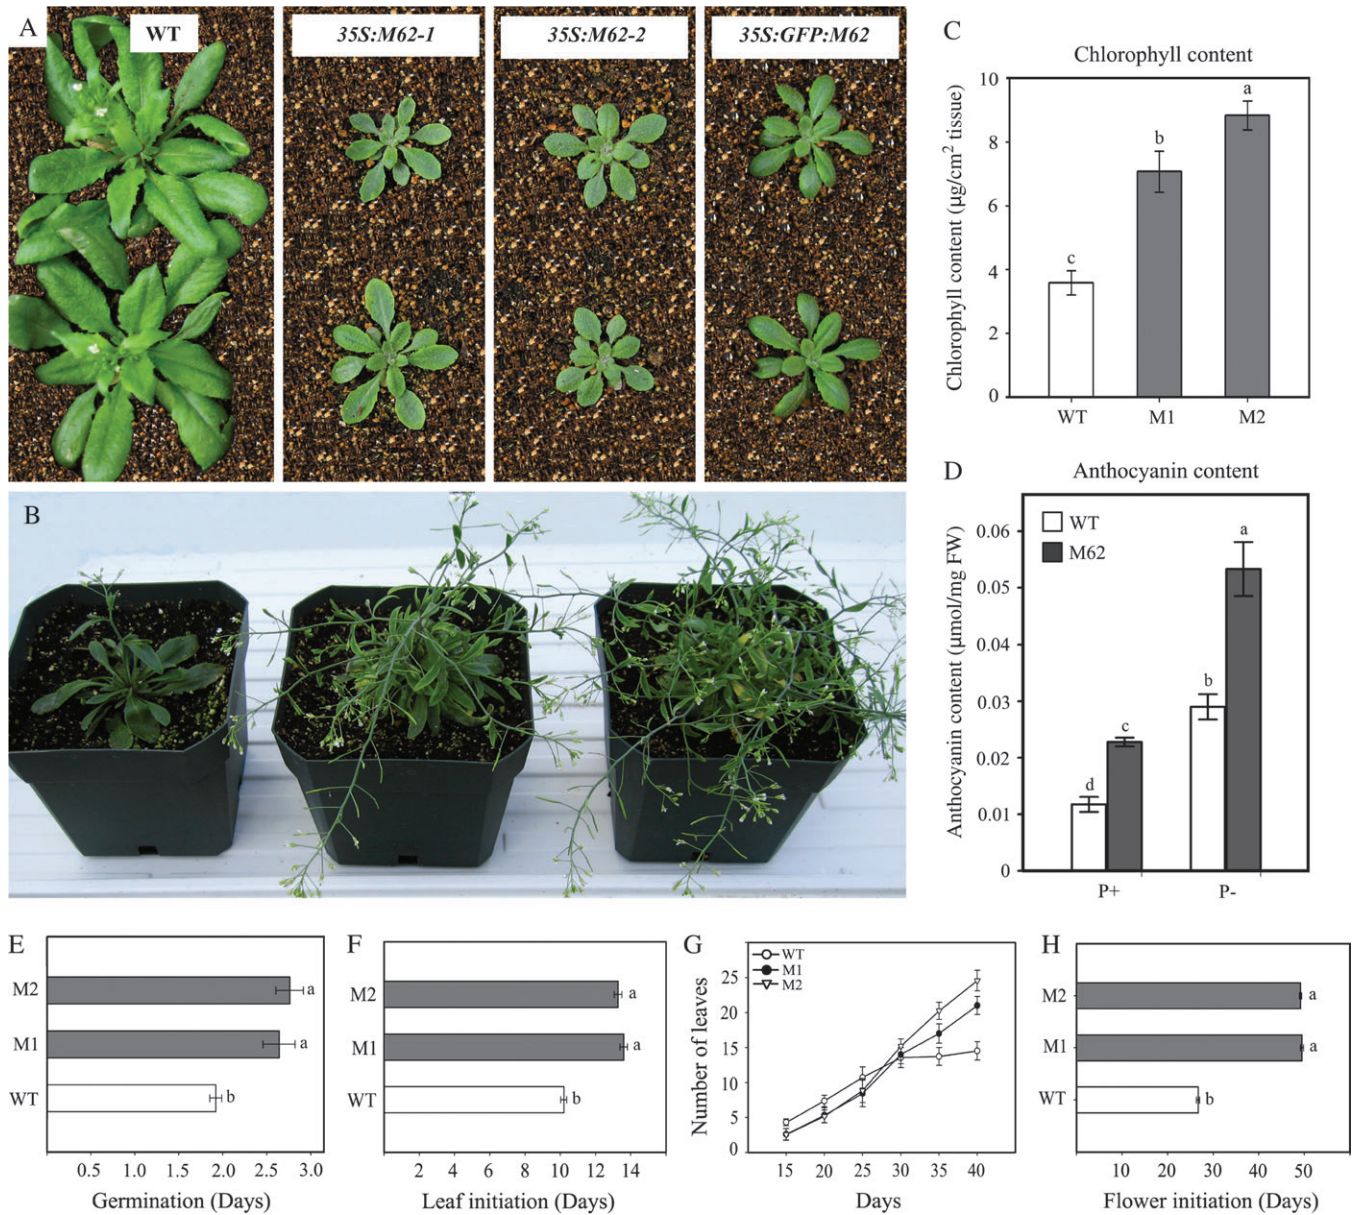 A
WT
35S:M62-1
35S:M62-2
35S:GFP:M62
B
C
Chlorophyll content
Chlorophyll content (µg/cm² tissue)
10
8
6
4
2
0
c
b
a
WT
M1
M2
D
Anthocyanin content
Anthocyanin content (µmol/mg FW)
WT
M62
0.06
0.05
0.04
0.03
0.02
0.01
0
d
c
b
a
P+
P-
E
M2
M1
WT
a
a
b
0.5
1.0
1.5
2.0
2.5
3.0
Germination (Days)
F
M2
M1
WT
a
a
b
2
4
6
8
10
12
14
Leaf initiation (Days)
G
WT
M1
M2
Number of leaves
30
25
20
15
10
5
0
15
20
25
30
35
40
Days
H
M2
M1
WT
a
a
b
10
20
30
40
50
Flower initiation (Days)